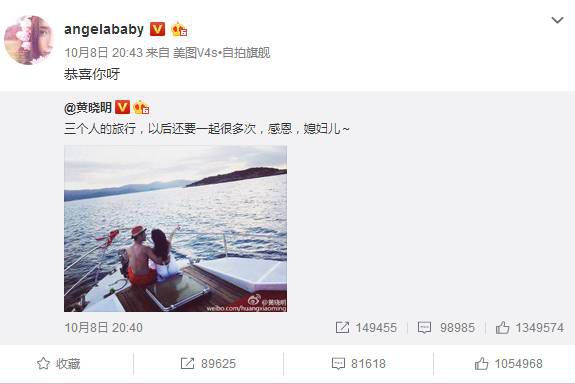 angelababy
10月8日 20:43 来自 美图V4s•自拍旗舰
恭喜你呀
@黄晓明
三个人的旅行，以后还要一起很多次，感恩，媳妇儿～
@黄晓明
weibo.com/huangxiaoming
10月8日 20:40 149455 98985 1349574
收藏 89625 81618 1054968